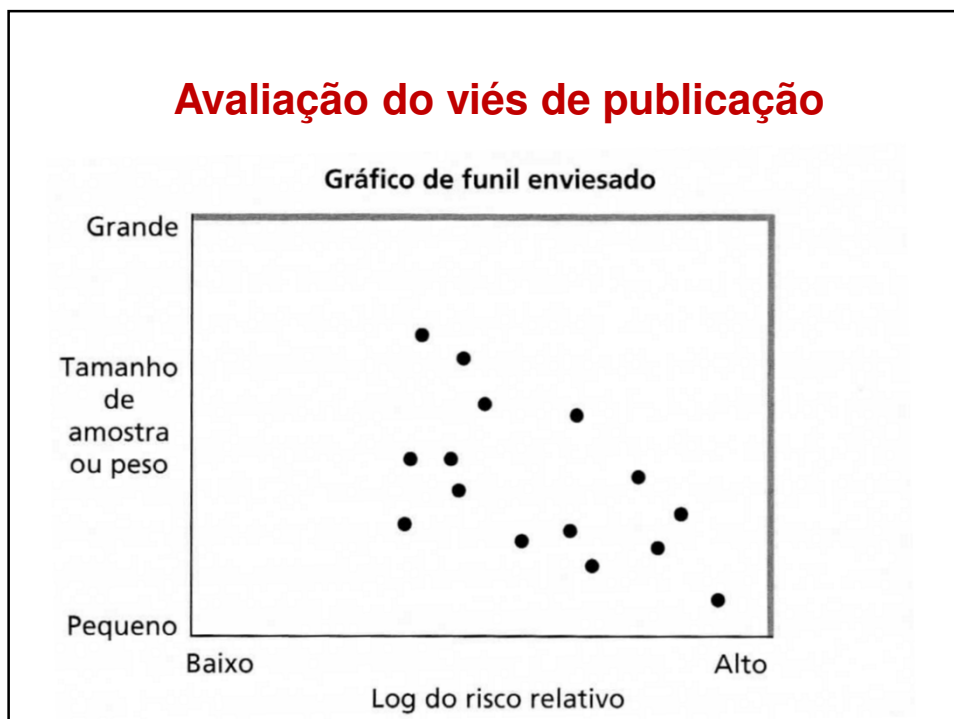 Avaliação do viés de publicação
Gráfico de funil enviesado
Grande
Tamanho
de
amostra
ou peso
Pequeno
Baixo
Alto
Log do risco relativo